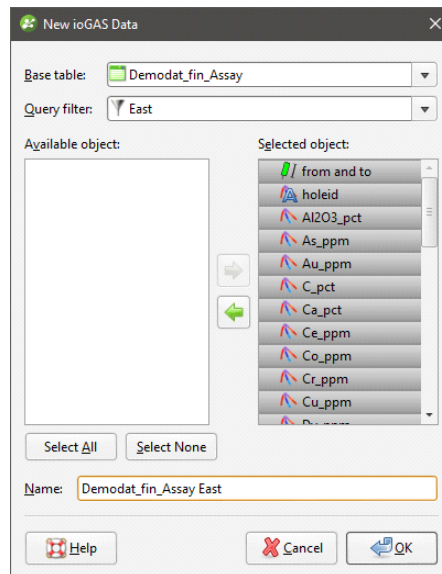 New ioGAS Data
Base table: Demodat_fin_Assay
Query filter: East
Available object: Selected object:
from and to
holeid
Al2O3_pct
As_ppm
Au_ppm
C_pct
Ca_pct
Ce_ppm
Co_ppm
Cr_ppm
Cu_ppm
Select All Select None
Name: Demodat_fin_Assay East
Help Cancel OK